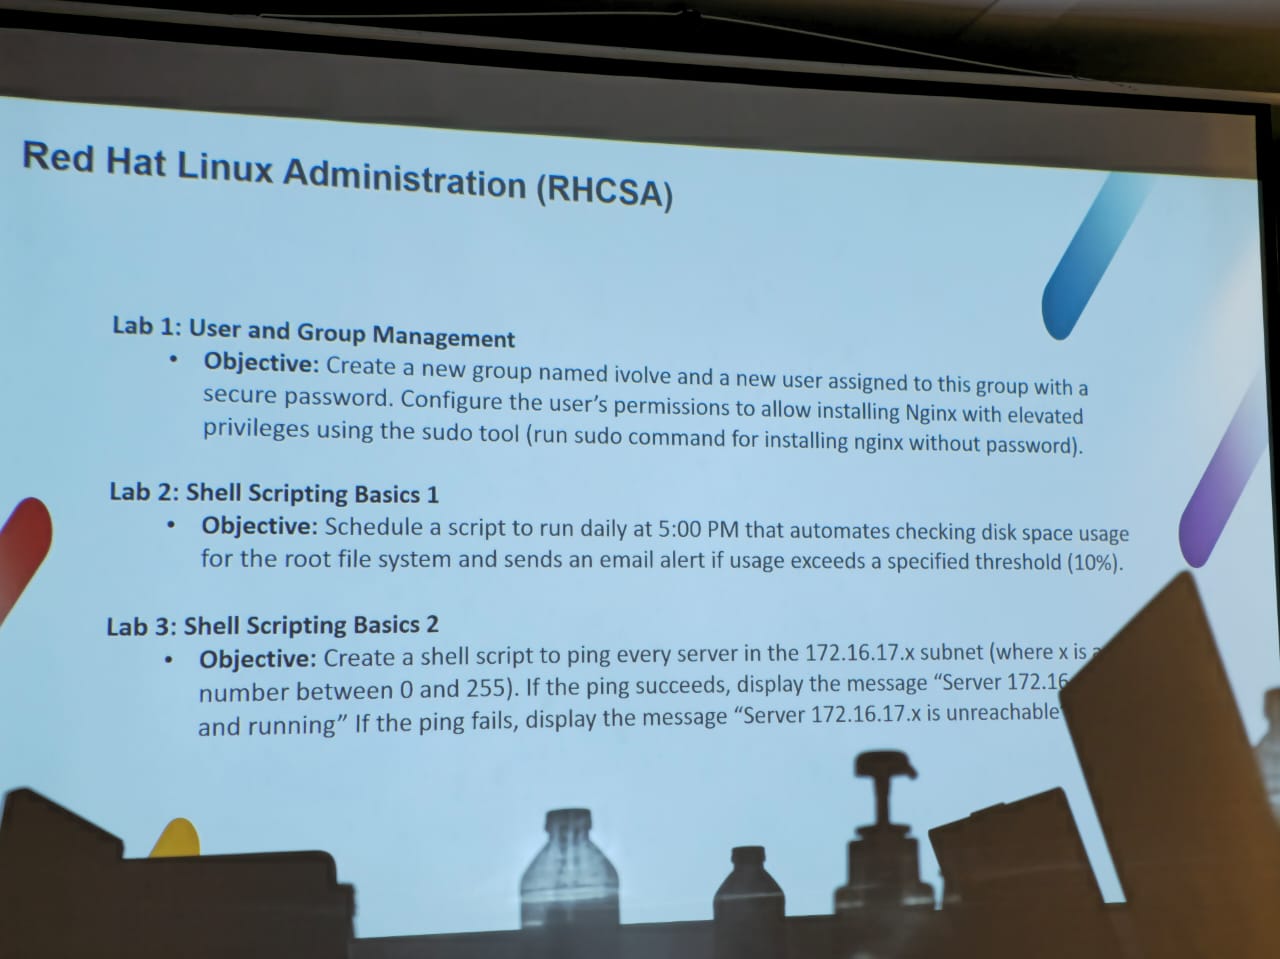 Red Hat Linux Administration (RHCSA)
Lab 1: User and Group Management
• Objective: Create a new group named ivolve and a new user assigned to this group with a
secure password. Configure the user's permissions to allow installing Nginx with elevated
privileges using the sudo tool (run sudo command for installing nginx without password).
Lab 2: Shell Scripting Basics 1
• Objective: Schedule a script to run daily at 5:00 PM that automates checking disk space usage
for the root file system and sends an email alert if usage exceeds a specified threshold (10%).
Lab 3: Shell Scripting Basics 2
• Objective: Create a shell script to ping every server in the 172.16.17.x subnet (where x is
number between 0 and 255). If the ping succeeds, display the message “Server 172.16
and running” If the ping fails, display the message “Server 172.16.17.x is unreachable